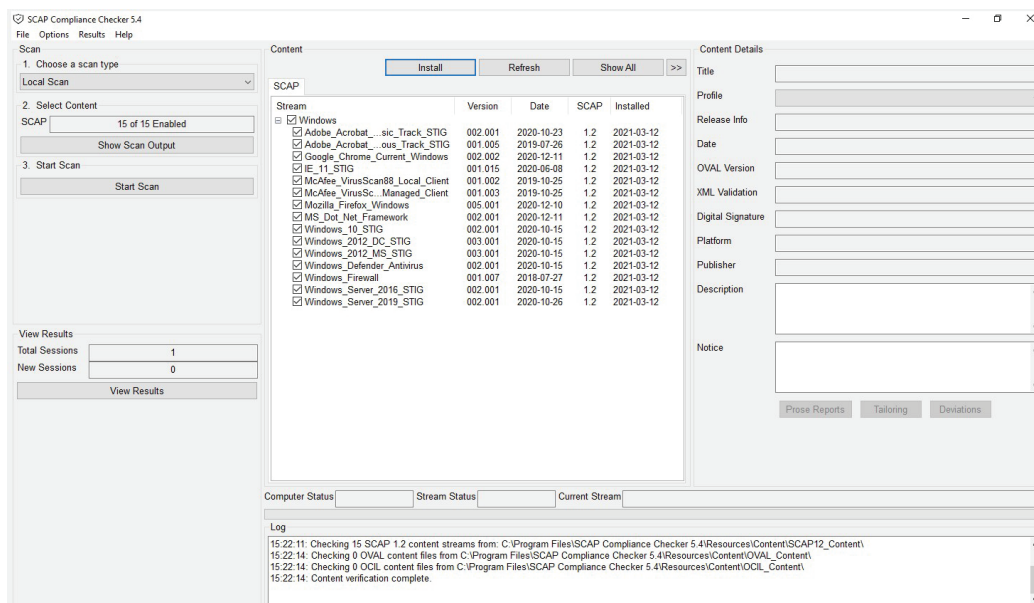 SCAP Compliance Checker 5.4
File Options Results Help
Scan
1. Choose a scan type
Local Scan
2. Select Content
SCAP 15 of 15 Enabled
Show Scan Output
3. Start Scan
Start Scan
View Results
Total Sessions 1
New Sessions 0
View Results
Content
Install Refresh Show All >>
SCAP
Stream Version Date SCAP Installed
Windows
Adobe_Acrobat_...sic_Track_STIG 002.001 2020-10-23 1.2 2021-03-12
Adobe_Acrobat_...ous_Track_STIG 001.005 2019-07-26 1.2 2021-03-12
Google_Chrome_Current_Windows 002.002 2020-12-11 1.2 2021-03-12
IE_11_STIG 001.015 2020-06-08 1.2 2021-03-12
McAfee_VirusScan88_Local_Client 001.002 2019-10-25 1.2 2021-03-12
McAfee_VirusSc...Managed_Client 001.003 2019-10-25 1.2 2021-03-12
Mozilla_Firefox_Windows 005.001 2020-12-10 1.2 2021-03-12
MS_Dot_Net_Framework 002.001 2020-12-11 1.2 2021-03-12
Windows_10_STIG 002.001 2020-10-15 1.2 2021-03-12
Windows_2012_DC_STIG 003.001 2020-10-15 1.2 2021-03-12
Windows_2012_MS_STIG 003.001 2020-10-15 1.2 2021-03-12
Windows_Defender_Antivirus 002.001 2020-10-15 1.2 2021-03-12
Windows_Firewall 001.007 2018-07-27 1.2 2021-03-12
Windows_Server_2016_STIG 002.001 2020-10-15 1.2 2021-03-12
Windows_Server_2019_STIG 002.001 2020-10-26 1.2 2021-03-12
Content Details
Title
Profile
Release Info
Date
OVAL Version
XML Validation
Digital Signature
Platform
Publisher
Description
Notice
Prose Reports Tailoring Deviations
Computer Status Stream Status Current Stream
Log
15:22:11: Checking 15 SCAP 1.2 content streams from: C:\Program Files\SCAP Compliance Checker 5.4\Resources\Content\SCAP12_Content\
15:22:14: Checking 0 OVAL content files from C:\Program Files\SCAP Compliance Checker 5.4\Resources\Content\OVAL_Content\
15:22:14: Checking 0 OCIL content files from C:\Program Files\SCAP Compliance Checker 5.4\Resources\Content\OCIL_Content\
15:22:14: Content verification complete.